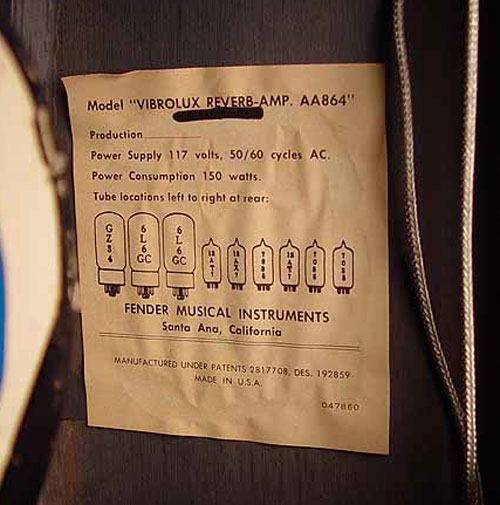 Model "VIBROLUX REVERB-AMP. AA864"
Production
Power Supply 117 volts, 50/60 cycles AC.
Power Consumption 150 watts.
Tube locations left to right at rear:
GZ34 6L6GC 6L6GC 12AX7 12AX7 7025 12AT7 7025 7025
FENDER MUSICAL INSTRUMENTS
Santa Ana, California
MANUFACTURED UNDER PATENTS 2817708, DES. 192859
MADE IN U.S.A.
047860